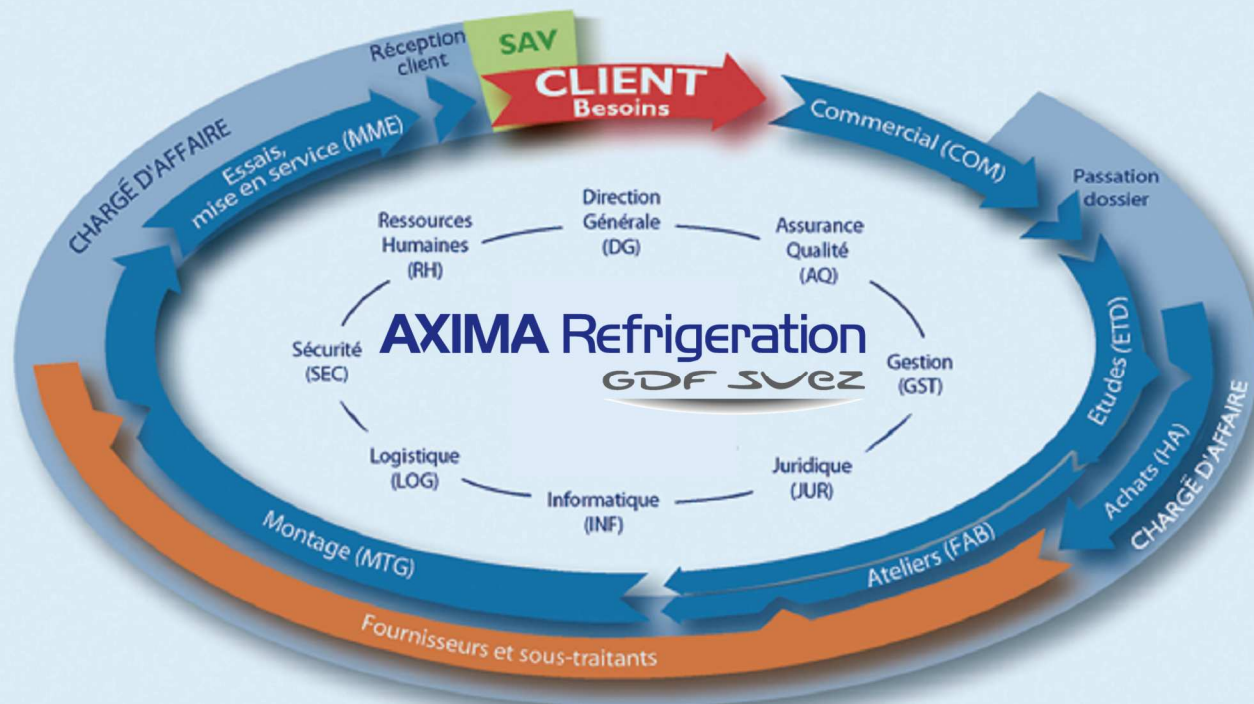 SAV
CLIENT
Besoins
Commercial (COM)
Passation
dossier
Etudes (ETD)
Achats (HA)
CHARGÉ D'AFFAIRE
Ateliers (FAB)
Fournisseurs et sous-traitants
Montage (MTG)
CHARGÉ D'AFFAIRE
Essais,
mise en service (MME)
Réception
client
Direction
Générale
(DG)
Assurance
Qualité
(AQ)
Gestion
(GST)
Juridique
(JUR)
Informatique
(INF)
Logistique
(LOG)
Sécurité
(SEC)
Ressources
Humaines
(RH)
AXIMA Refrigeration
GDF SUEZ